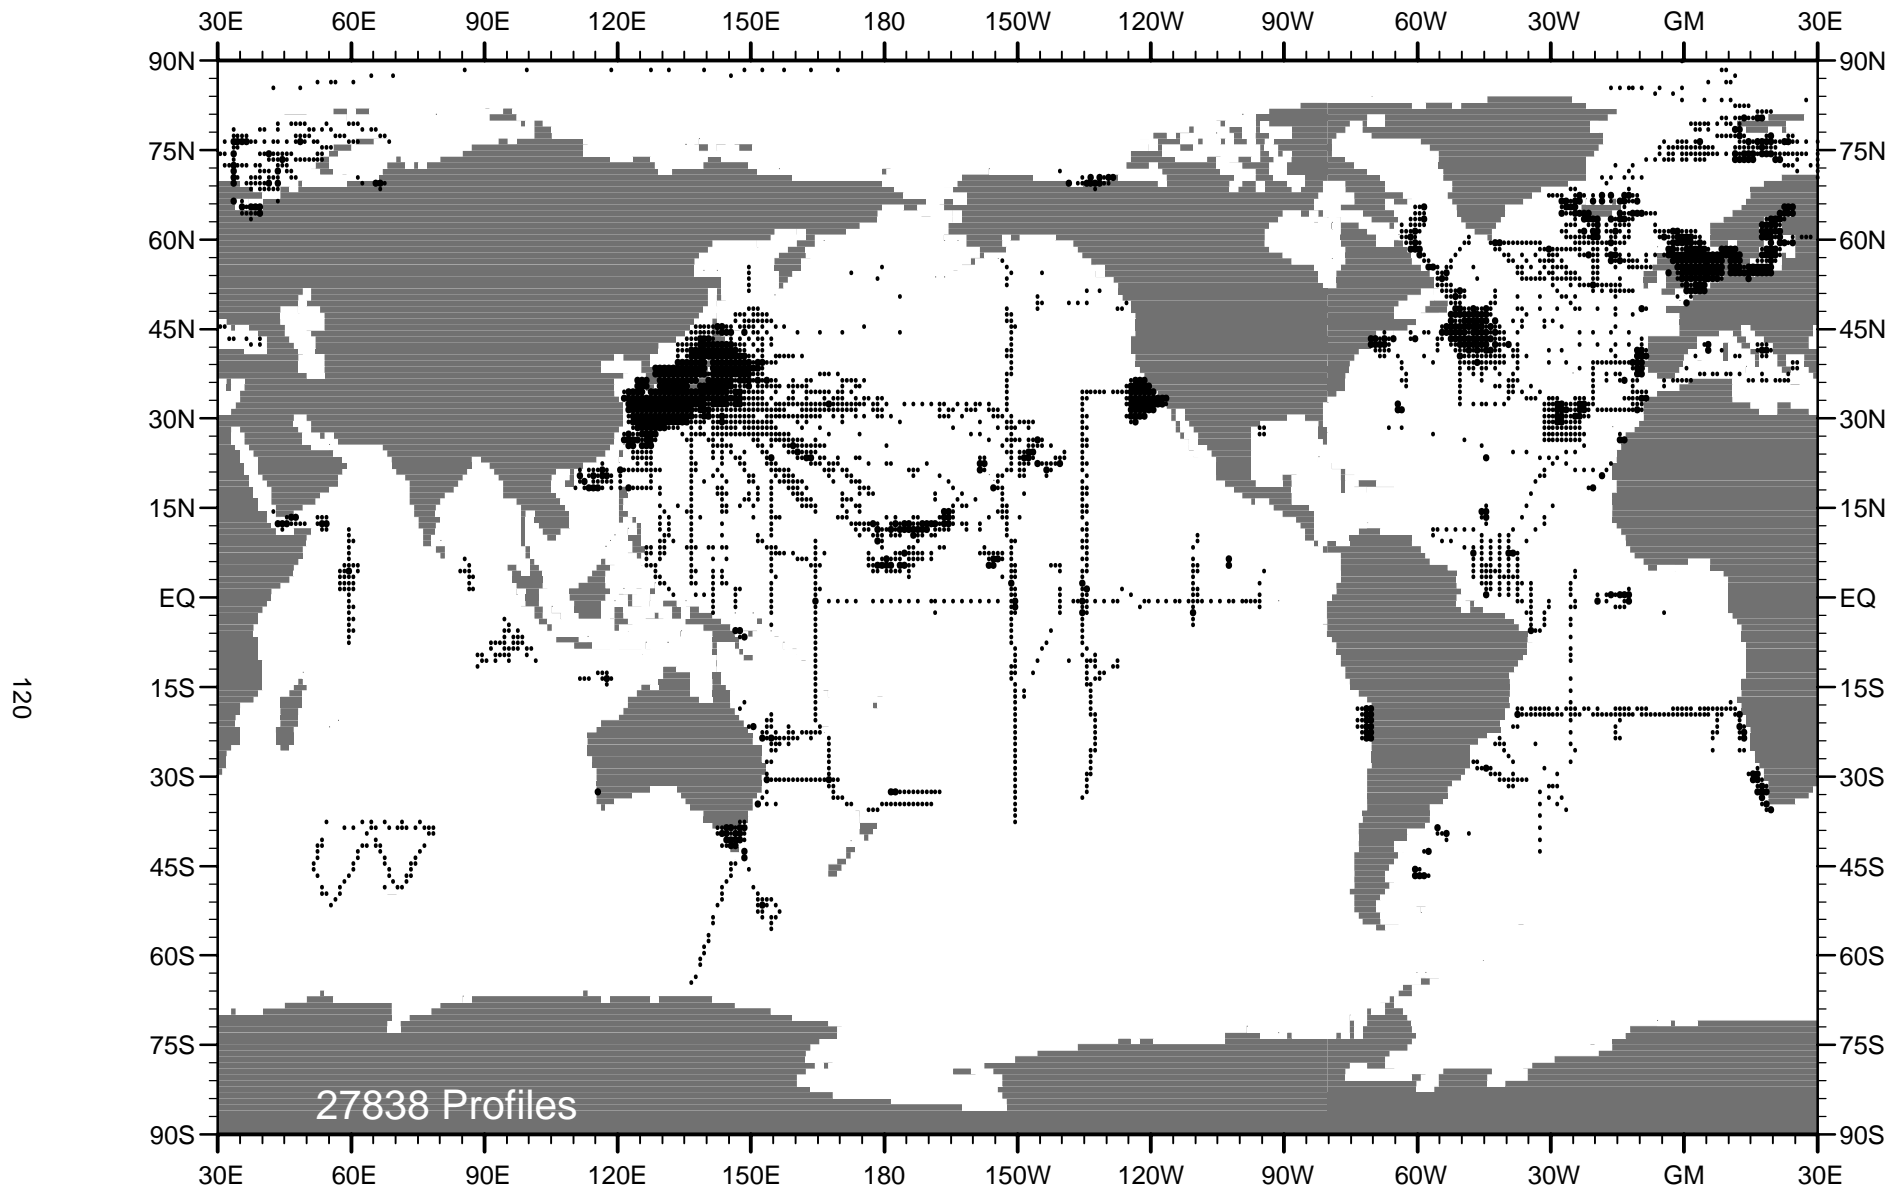 30E 60E 90E 120E 150E 180 150W 120W 90W 60W 30W GM 30E
90N 90N
75N 75N
60N 60N
45N 45N
30N 30N
15N 15N
EQ EQ
15S 15S
30S 30S
45S 45S
60S 60S
75S 75S
90S 90S
27838 Profiles
30E 60E 90E 120E 150E 180 150W 120W 90W 60W 30W GM 30E
120